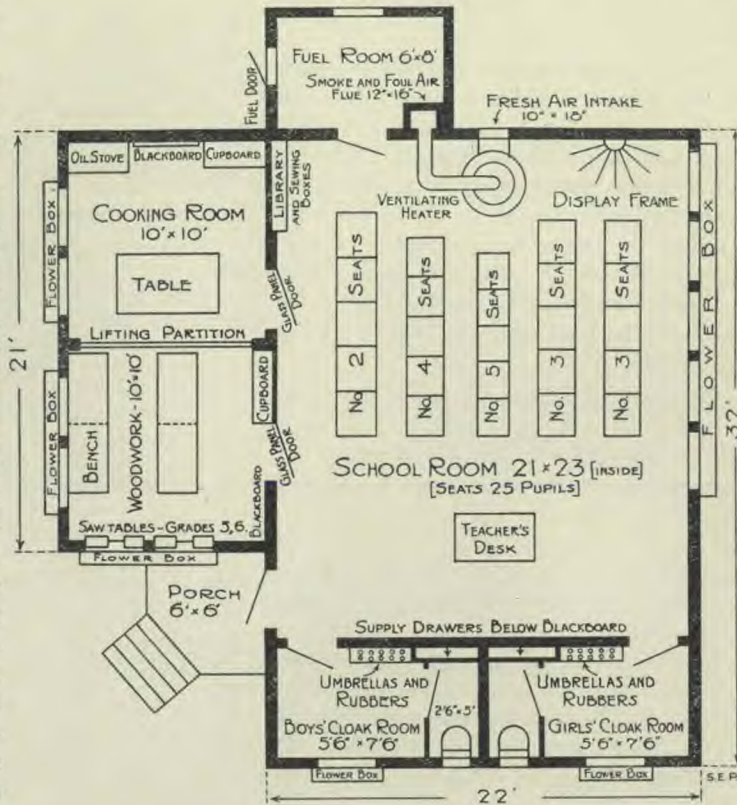 FUEL ROOM 6'x8'
SMOKE AND FOUL AIR
FLUE 12"x16"
FUEL DOOR
FRESH AIR INTAKE
10" x 18"
OIL STOVE
BLACKBOARD
CUPBOARD
LIBRARY
AND SEWING
BOXES
VENTILATING
HEATER
DISPLAY FRAME
COOKING ROOM
10' x 10'
TABLE
FLOWER BOX
GLASS PANEL
DOOR
LIFTING PARTITION
21'
No. 2 SEATS
No. 4 SEATS
No. 5 SEATS
No. 3 SEATS
No. 3 SEATS
FLOWER BOX
32'
FLOWER BOX
BENCH
WOODWORK-10'x10'
CUPBOARD
GLASS PANEL
DOOR
BLACKBOARD
SAW TABLES-GRADES 5,6.
FLOWER BOX
SCHOOL ROOM 21 x 23 [INSIDE]
[SEATS 25 PUPILS]
TEACHER'S
DESK
PORCH
6'x6'
SUPPLY DRAWERS BELOW BLACKBOARD
UMBRELLAS AND
RUBBERS
BOYS' CLOAK ROOM
5'6" x 7'6"
2'6"x5'
UMBRELLAS AND
RUBBERS
GIRLS' CLOAK ROOM
5'6" x 7'6"
FLOWER BOX
FLOWER BOX
22'